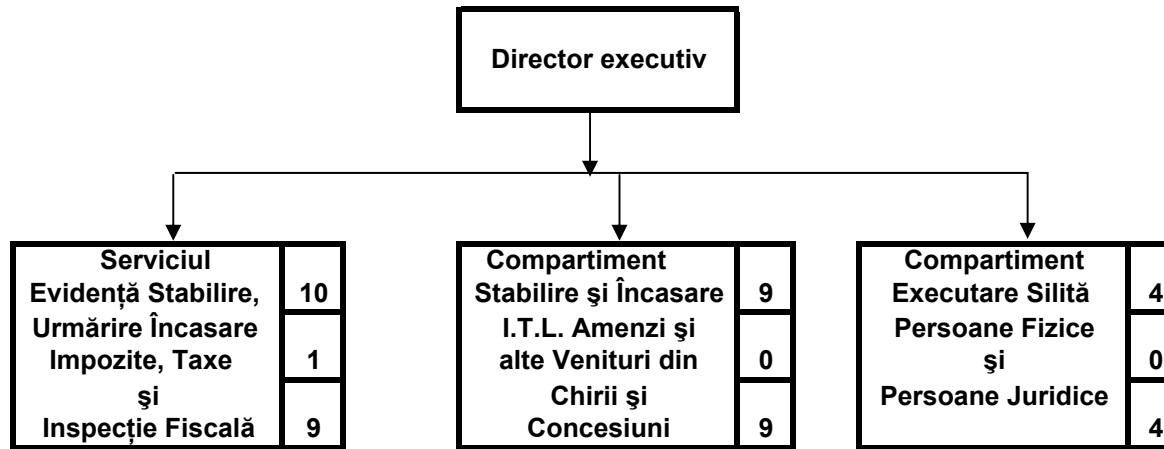 Director executiv
Serviciul
Evidență Stabilire,
Urmărire Încasare
Impozite, Taxe
şi
Inspecție Fiscală
10
1
9
Compartiment
Stabilire şi Încasare
I.T.L. Amenzi şi
alte Venituri din
Chirii şi
Concesiuni
9
0
9
Compartiment
Executare Silită
Persoane Fizice
şi
Persoane Juridice
4
0
4